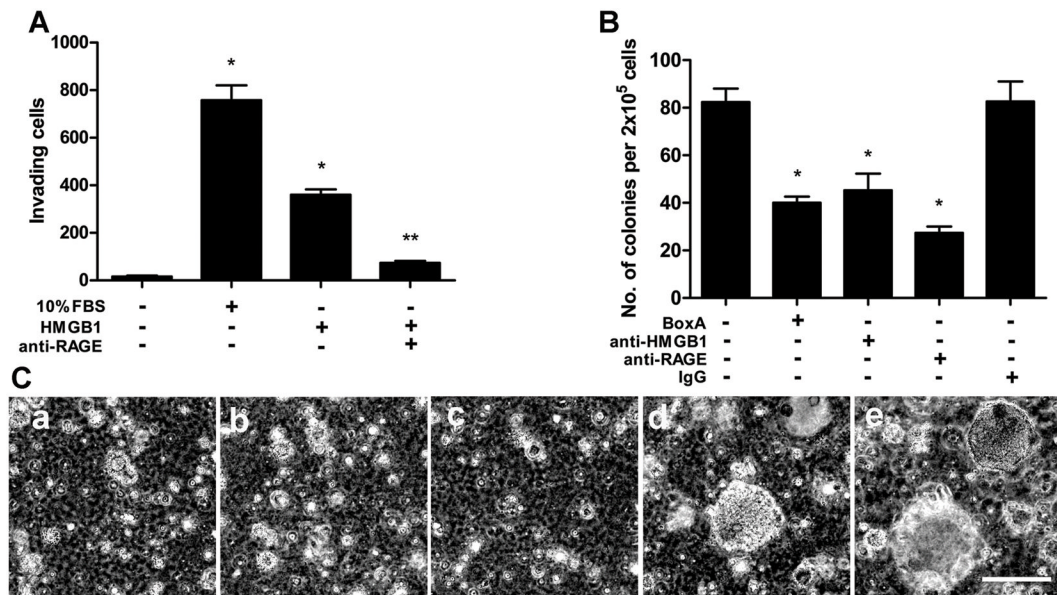 A
Invading cells
1000
800
600
400
200
0
*
*
**
10%FBS - + - -
HMGB1 - - + +
anti-RAGE - - - +
B
No. of colonies per 2x10⁵ cells
100
80
60
40
20
0
*
*
*
BoxA - + - - -
anti-HMGB1 - - + - -
anti-RAGE - - - + -
IgG - - - - +
C
a
b
c
d
e